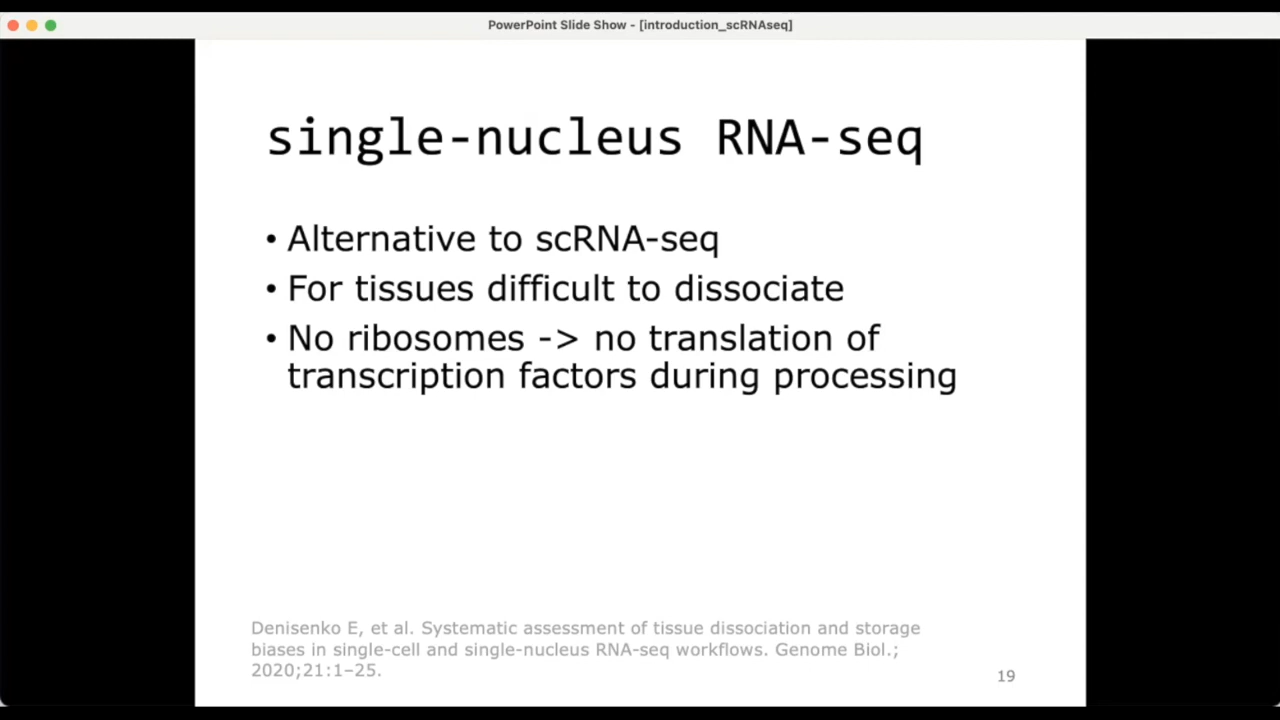 PowerPoint Slide Show - [introduction_scRNAseq]
single-nucleus RNA-seq
• Alternative to scRNA-seq
• For tissues difficult to dissociate
• No ribosomes -> no translation of
transcription factors during processing
Denisenko E, et al. Systematic assessment of tissue dissociation and storage
biases in single-cell and single-nucleus RNA-seq workflows. Genome Biol.;
2020;21:1–25.
19